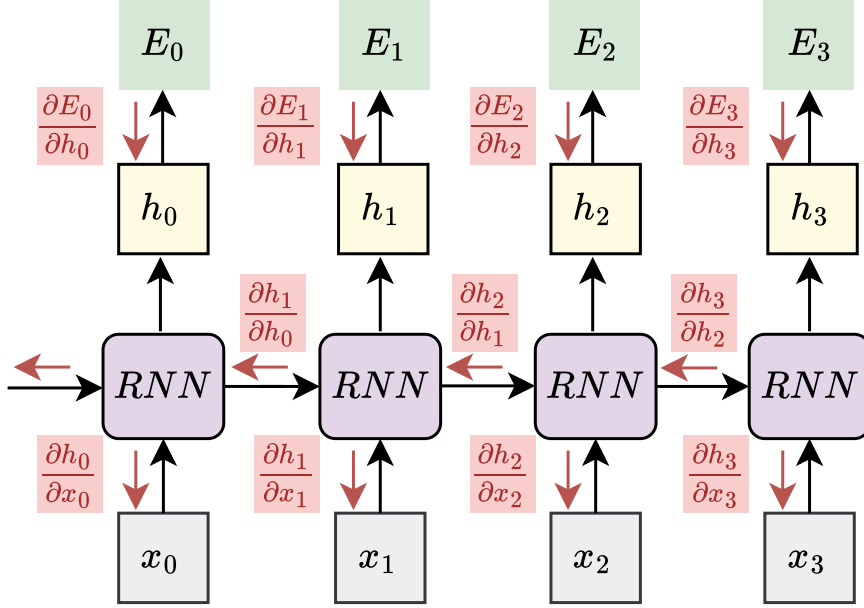 E₀ E₁ E₂ E₃
∂E₀/∂h₀ ∂E₁/∂h₁ ∂E₂/∂h₂ ∂E₃/∂h₃
h₀ h₁ h₂ h₃
∂h₁/∂h₀ ∂h₂/∂h₁ ∂h₃/∂h₂
RNN RNN RNN RNN
∂h₀/∂x₀ ∂h₁/∂x₁ ∂h₂/∂x₂ ∂h₃/∂x₃
x₀ x₁ x₂ x₃